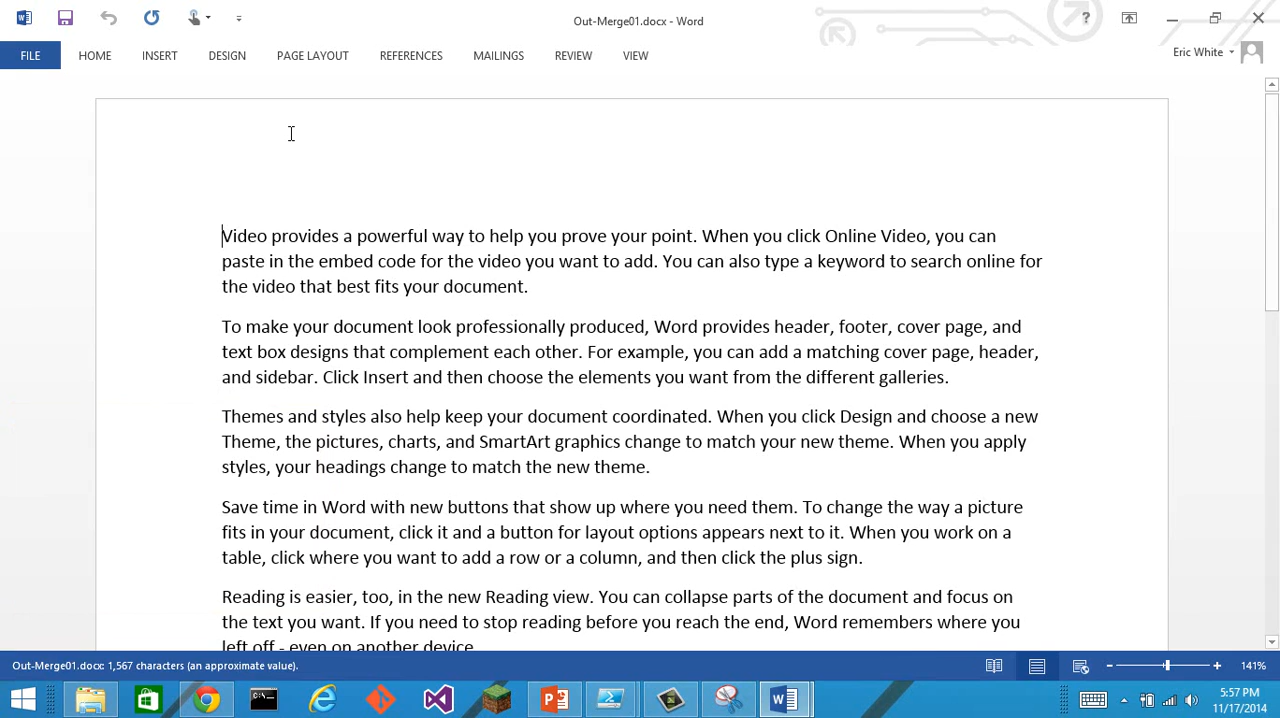 Out-Merge01.docx - Word
?
FILE HOME INSERT DESIGN PAGE LAYOUT REFERENCES MAILINGS REVIEW VIEW
Eric White
Video provides a powerful way to help you prove your point. When you click Online Video, you can
paste in the embed code for the video you want to add. You can also type a keyword to search online for
the video that best fits your document.
To make your document look professionally produced, Word provides header, footer, cover page, and
text box designs that complement each other. For example, you can add a matching cover page, header,
and sidebar. Click Insert and then choose the elements you want from the different galleries.
Themes and styles also help keep your document coordinated. When you click Design and choose a new
Theme, the pictures, charts, and SmartArt graphics change to match your new theme. When you apply
styles, your headings change to match the new theme.
Save time in Word with new buttons that show up where you need them. To change the way a picture
fits in your document, click it and a button for layout options appears next to it. When you work on a
table, click where you want to add a row or a column, and then click the plus sign.
Reading is easier, too, in the new Reading view. You can collapse parts of the document and focus on
the text you want. If you need to stop reading before you reach the end, Word remembers where you
left off - even on another device.
Out-Merge01.docx: 1,567 characters (an approximate value).
141%
5:57 PM
11/17/2014